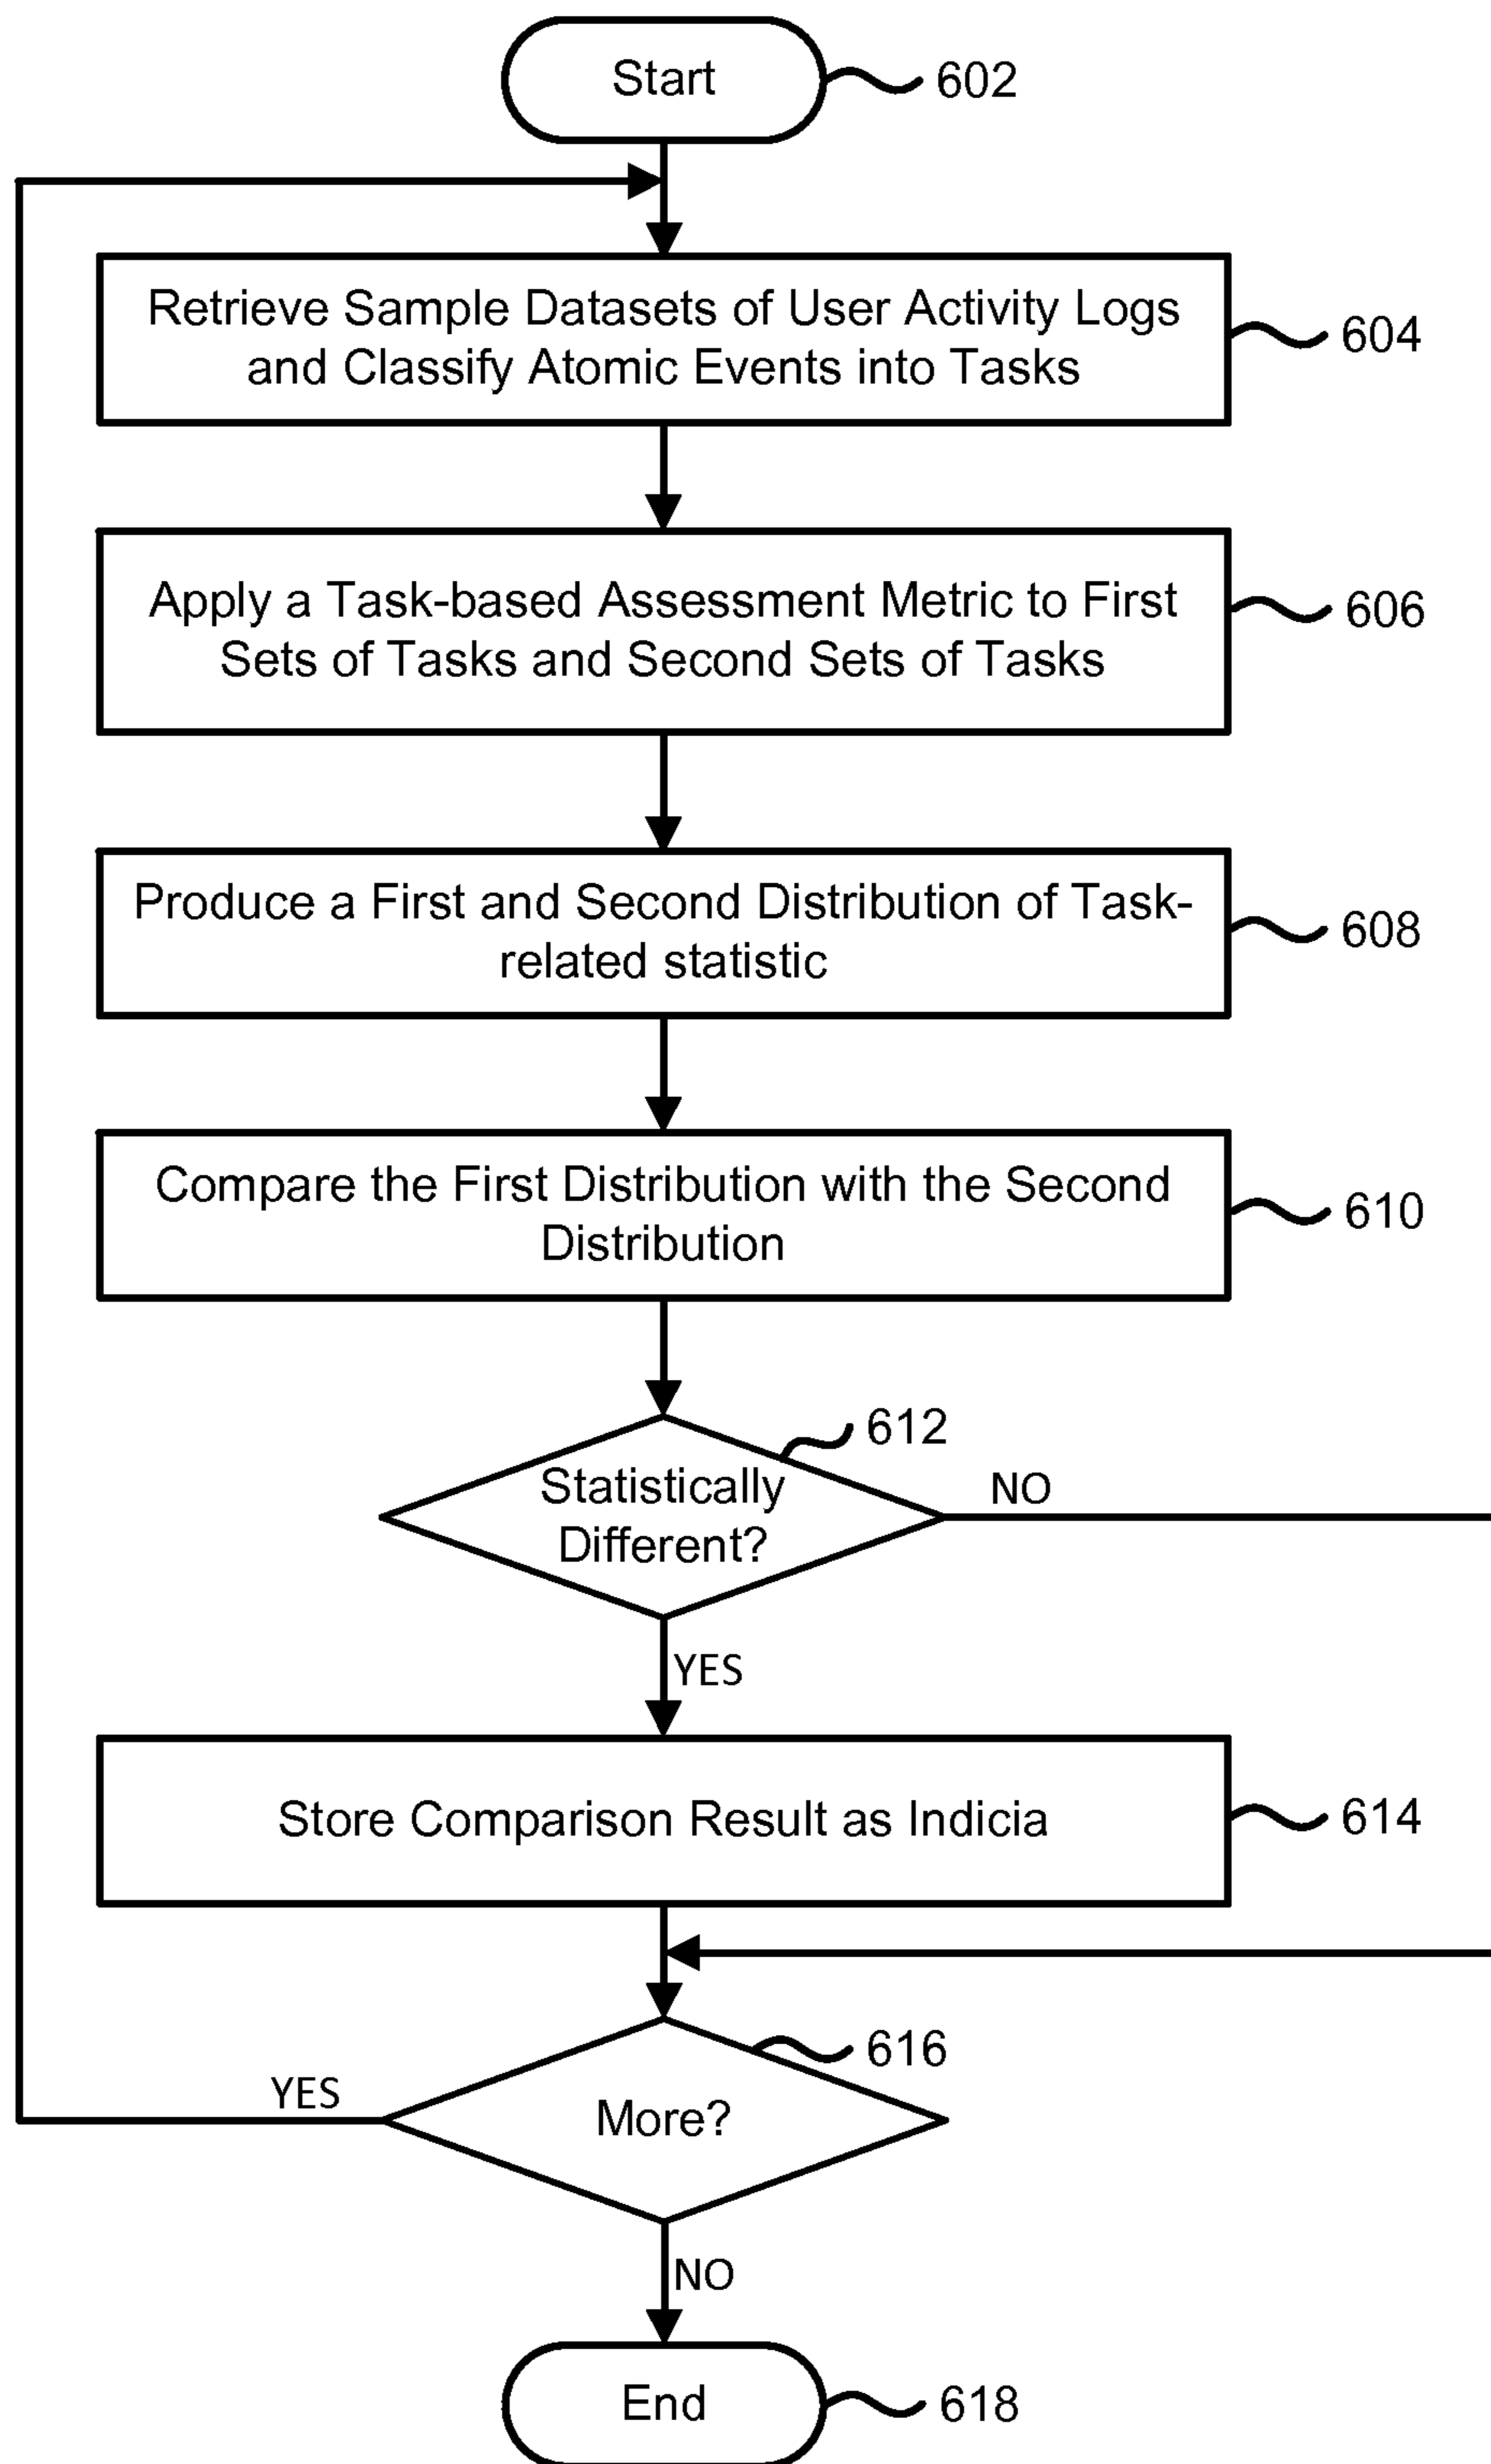 Start
602
Retrieve Sample Datasets of User Activity Logs
and Classify Atomic Events into Tasks
604
Apply a Task-based Assessment Metric to First
Sets of Tasks and Second Sets of Tasks
606
Produce a First and Second Distribution of Task-
related statistic
608
Compare the First Distribution with the Second
Distribution
610
612
Statistically
Different?
NO
YES
Store Comparison Result as Indicia
614
616
YES
More?
NO
End
618